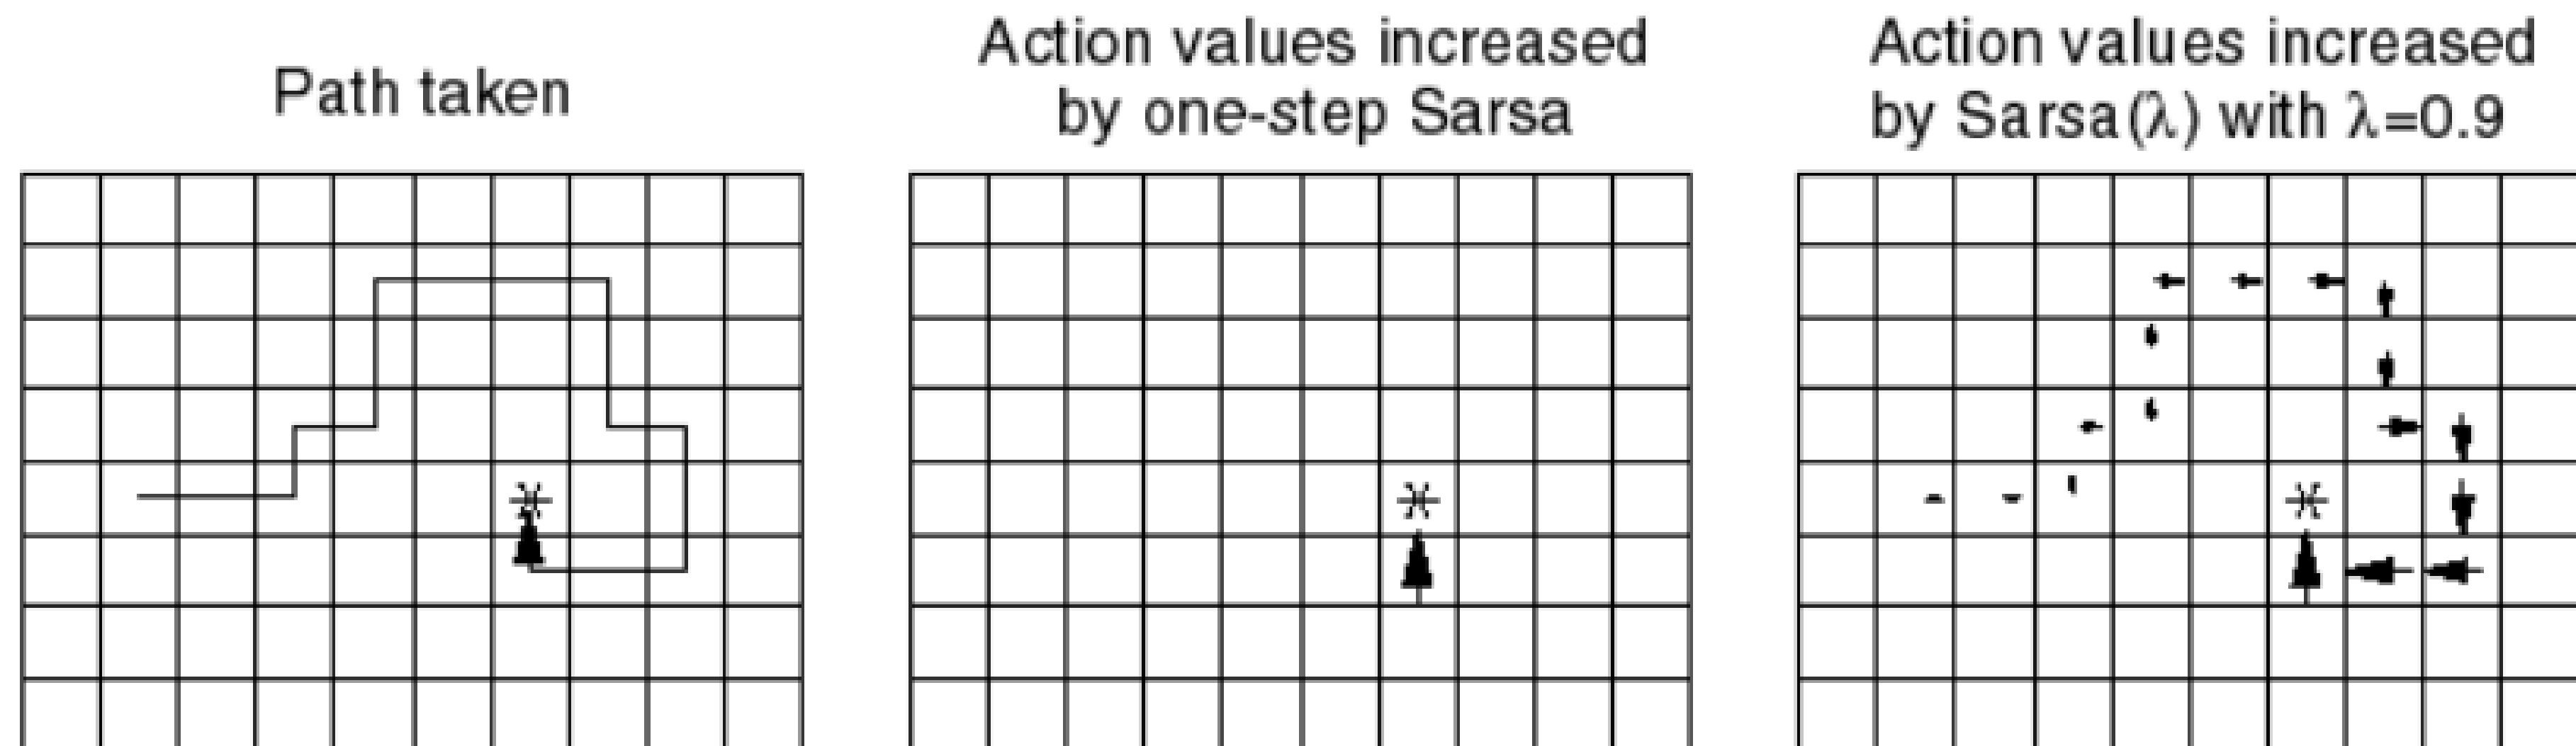 Path taken
Action values increased
by one-step Sarsa
Action values increased
by Sarsa(λ) with λ=0.9